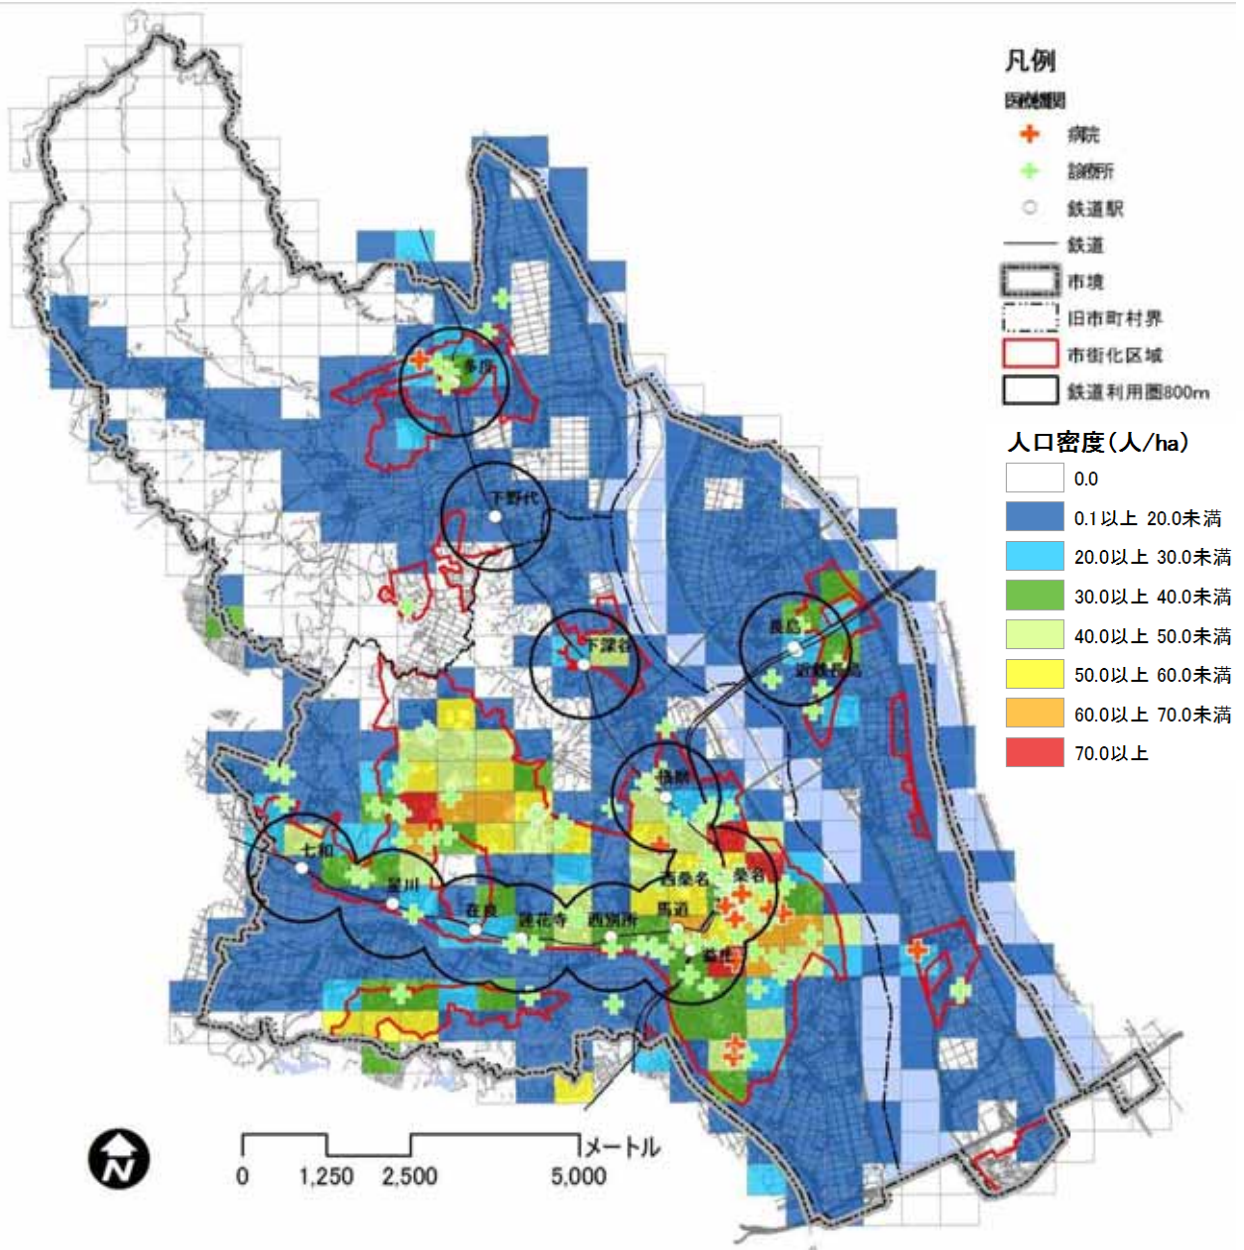 凡例
医療機関
病院
診療所
鉄道駅
鉄道
市境
旧市町村界
市街化区域
鉄道利用圏800m
人口密度(人/ha)
0.0
0.1以上 20.0未満
20.0以上 30.0未満
30.0以上 40.0未満
40.0以上 50.0未満
50.0以上 60.0未満
60.0以上 70.0未満
70.0以上
多度
下野代
下深谷
長島
近鉄長島
播磨
七和
星川
在良
蓮花寺
西別所
馬道
西桑名
桑名
益生
N
メートル
0 1,250 2,500 5,000